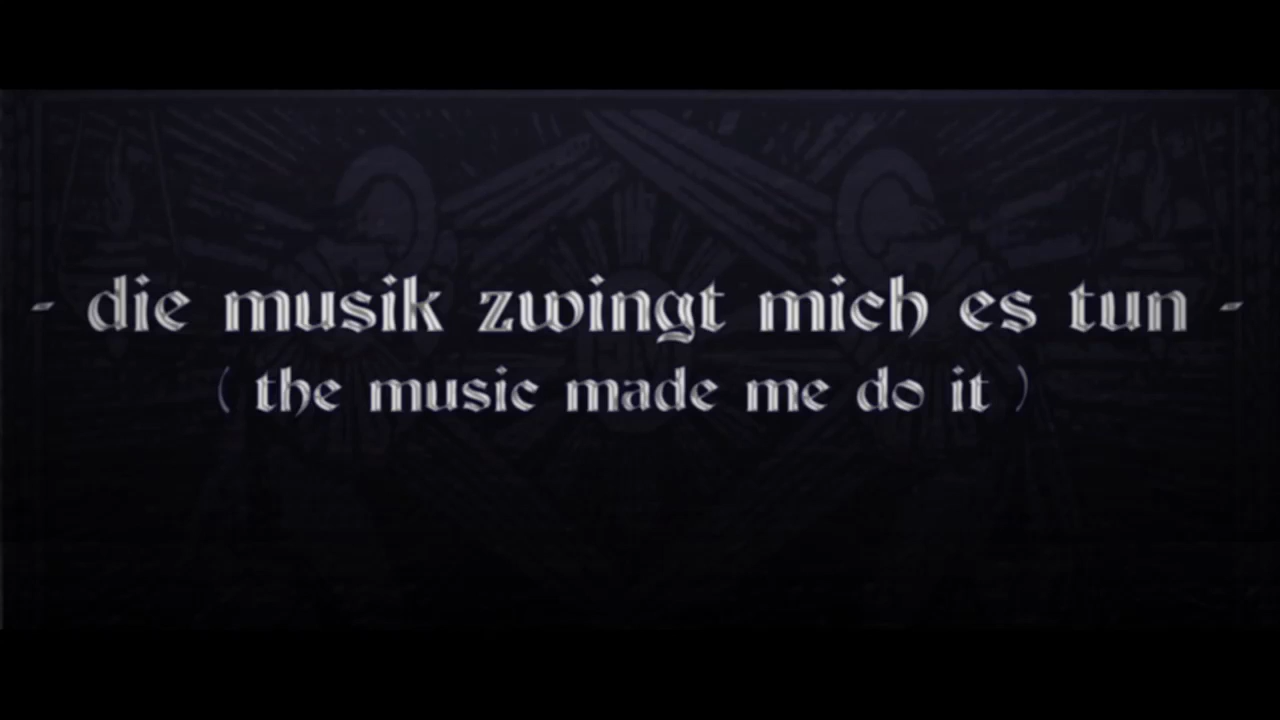 - die musik zwingt mich es tun -
( the music made me do it )